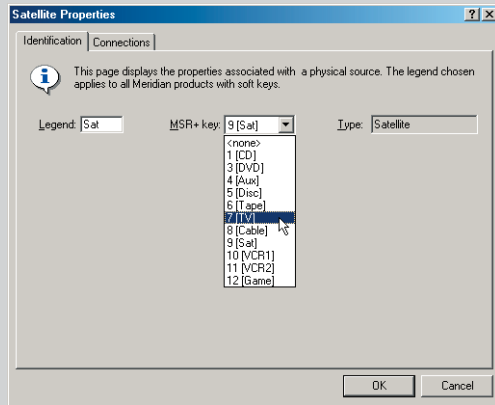 Satellite Properties
Identification
Connections
This page displays the properties associated with a physical source. The legend chosen
applies to all Meridian products with soft keys.
Legend: Sat
MSR+ key: 9 [Sat]
Type: Satellite
<none>
1 [CD]
3 [DVD]
4 [Aux]
5 [Disc]
6 [Tape]
7 [TV]
8 [Cable]
9 [Sat]
10 [VCR1]
11 [VCR2]
12 [Game]
OK
Cancel